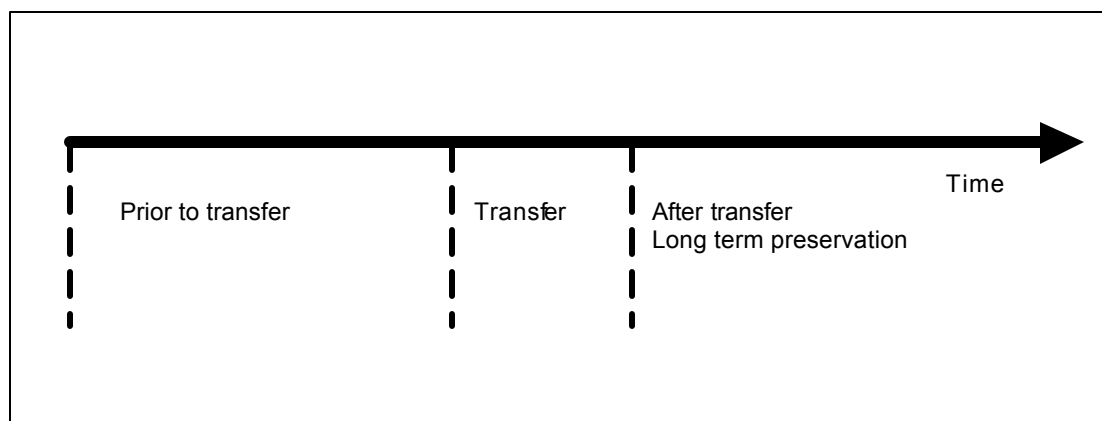 Time
Prior to transfer
Transfer
After transfer
Long term preservation